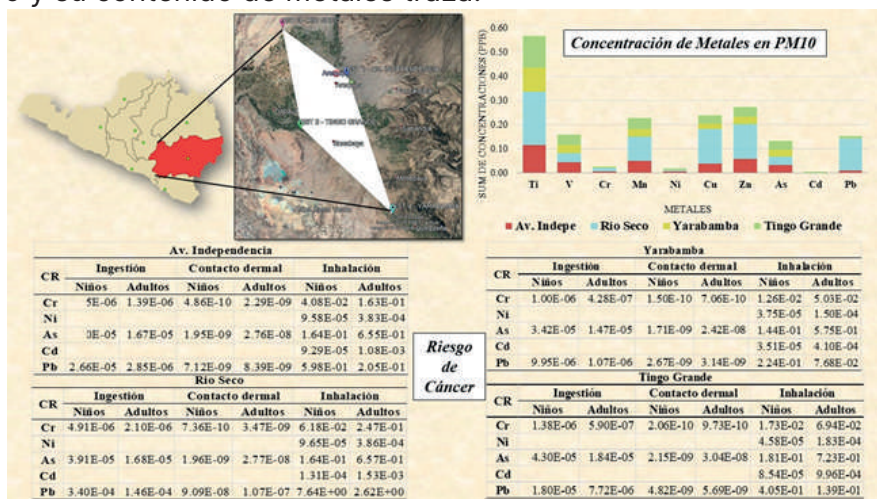 y su contenido de metales traza.
Concentración de Metales en PM10
SUM DE CONCENTRACIONES (PPB)
0.60
0.50
0.40
0.30
0.20
0.10
0.00
Ti V Cr Mn Ni Cu Zn As Cd Pb
METALES
Av. Indepe Rio Seco Yarabamba Tingo Grande
Av. Independencia
CR Ingestión Contacto dermal Inhalación
Niños Adultos Niños Adultos Niños Adultos
Cr 5E-06 1.39E-06 4.86E-10 2.29E-09 4.08E-02 1.63E-01
Ni 9.58E-05 3.83E-04
As 0E-05 1.67E-05 1.95E-09 2.76E-08 1.64E-01 6.55E-01
Cd 9.29E-05 1.08E-03
Pb 2.66E-05 2.85E-06 7.12E-09 8.39E-09 5.98E-01 2.05E-01
Rio Seco
CR Ingestión Contacto dermal Inhalación
Niños Adultos Niños Adultos Niños Adultos
Cr 4.91E-06 2.10E-06 7.36E-10 3.47E-09 6.18E-02 2.47E-01
Ni 9.65E-05 3.86E-04
As 3.91E-05 1.68E-05 1.96E-09 2.77E-08 1.64E-01 6.57E-01
Cd 1.31E-04 1.53E-03
Pb 3.40E-04 1.46E-04 9.09E-08 1.07E-07 7.64E+00 2.62E+00
Riesgo
de
Cáncer
Yarabamba
CR Ingestión Contacto dermal Inhalación
Niños Adultos Niños Adultos Niños Adultos
Cr 1.00E-06 4.28E-07 1.50E-10 7.06E-10 1.26E-02 5.03E-02
Ni 3.75E-05 1.50E-04
As 3.42E-05 1.47E-05 1.71E-09 2.42E-08 1.44E-01 5.75E-01
Cd 3.51E-05 4.10E-04
Pb 9.95E-06 1.07E-06 2.67E-09 3.14E-09 2.24E-01 7.68E-02
Tingo Grande
CR Ingestión Contacto dermal Inhalación
Niños Adultos Niños Adultos Niños Adultos
Cr 1.38E-06 5.90E-07 2.06E-10 9.73E-10 1.73E-02 6.94E-02
Ni 4.58E-05 1.83E-04
As 4.30E-05 1.84E-05 2.15E-09 3.04E-08 1.81E-01 7.23E-01
Cd 8.54E-05 9.96E-04
Pb 1.80E-05 7.72E-06 4.82E-09 5.69E-09 4.05E-01 1.39E-01